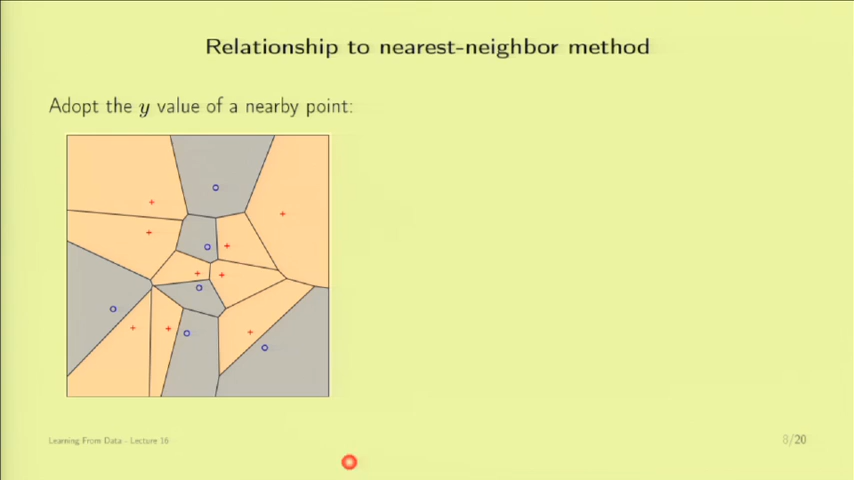 Relationship to nearest-neighbor method
Adopt the y value of a nearby point:
Learning From Data - Lecture 16
8/20